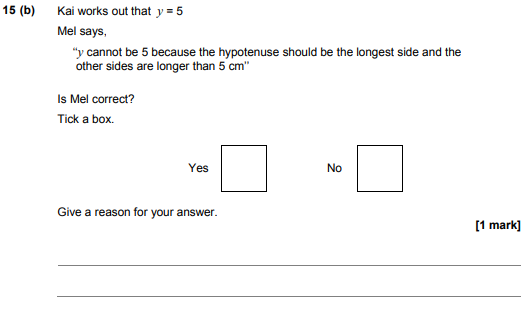 15 (b) Kai works out that y = 5
Mel says,
"y cannot be 5 because the hypotenuse should be the longest side and the
other sides are longer than 5 cm"
Is Mel correct?
Tick a box.
Yes No
Give a reason for your answer.
[1 mark]